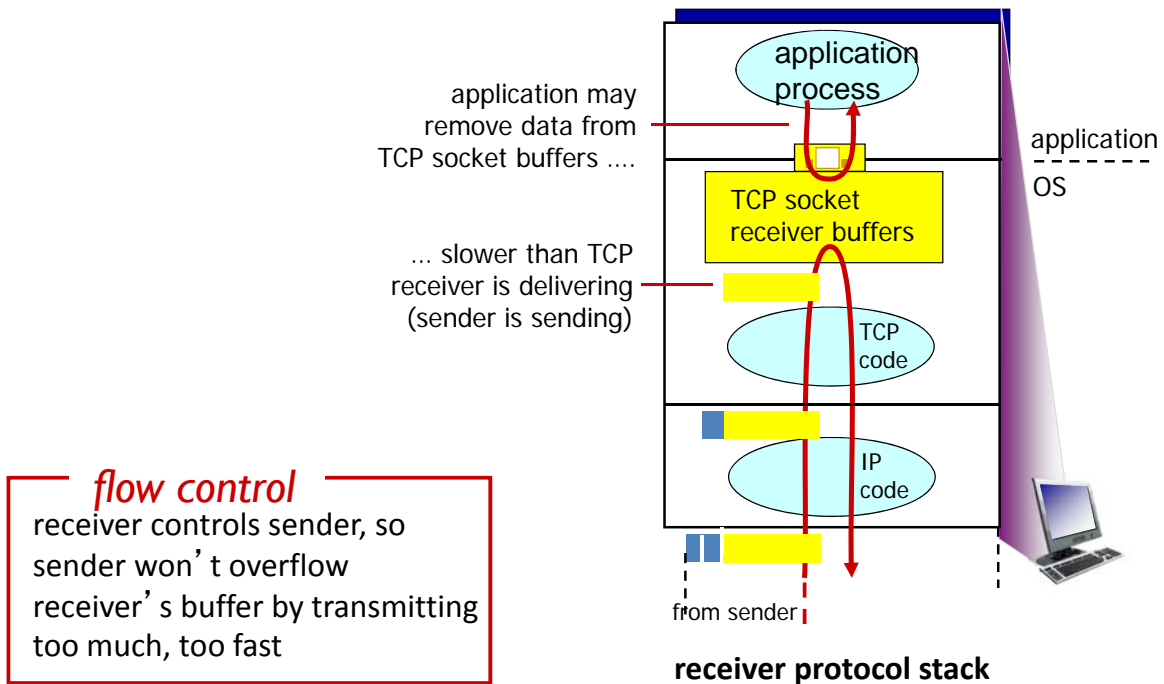 application
process
application may
remove data from
TCP socket buffers ....
application
OS
TCP socket
receiver buffers
... slower than TCP
receiver is delivering
(sender is sending)
TCP
code
IP
code
flow control
receiver controls sender, so
sender won’t overflow
receiver’s buffer by transmitting
too much, too fast
from sender
receiver protocol stack